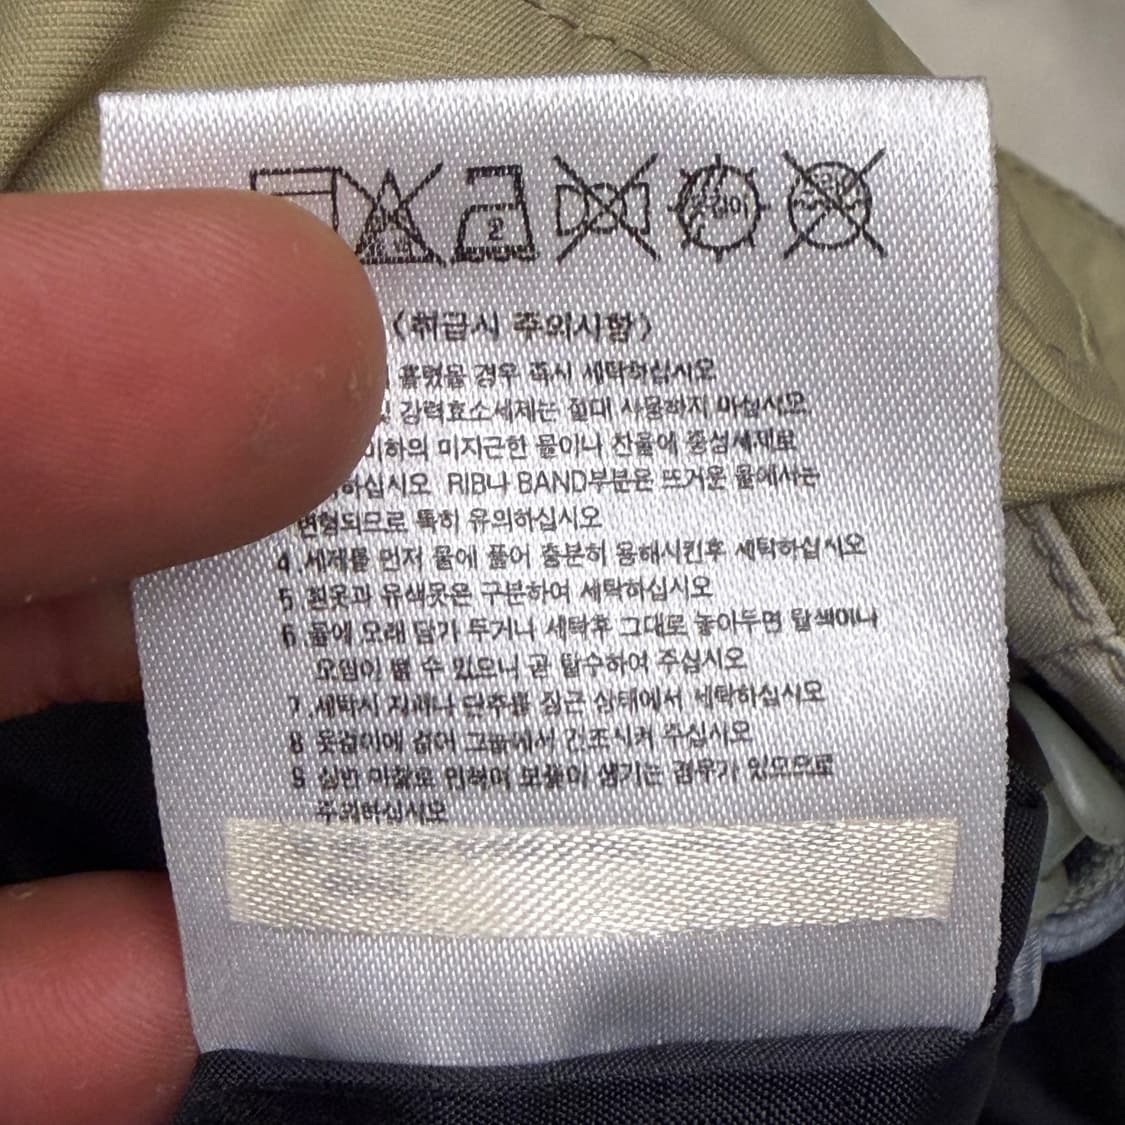 2
옷걸이
〈취급시 주의사항〉
흘렸을 경우 즉시 세탁하십시오
강력효소세제는 절대 사용하지 마십시오.
이하의 미지근한 물이나 찬물에 중성세제로
하십시오 RIB나 BAND부분은 뜨거운 물에서는
변형되므로 특히 유의하십시오
4 .세제를 먼저 물에 풀어 충분히 용해시킨후 세탁하십시오
5 .흰옷과 유색옷은 구분하여 세탁하십시오
6 .물에 오래 담가 두거나 세탁후 그대로 놓아두면 탈색이나
오염이 될 수 있으니 곧 탈수하여 주십시오
7 .세탁시 지퍼나 단추를 잠근 상태에서 세탁하십시오
8 옷걸이에 걸어 그늘에서 건조시켜 주십시오
9 심한 마찰로 인하여 보풀이 생기는 경우가 있으므로
주의하십시오